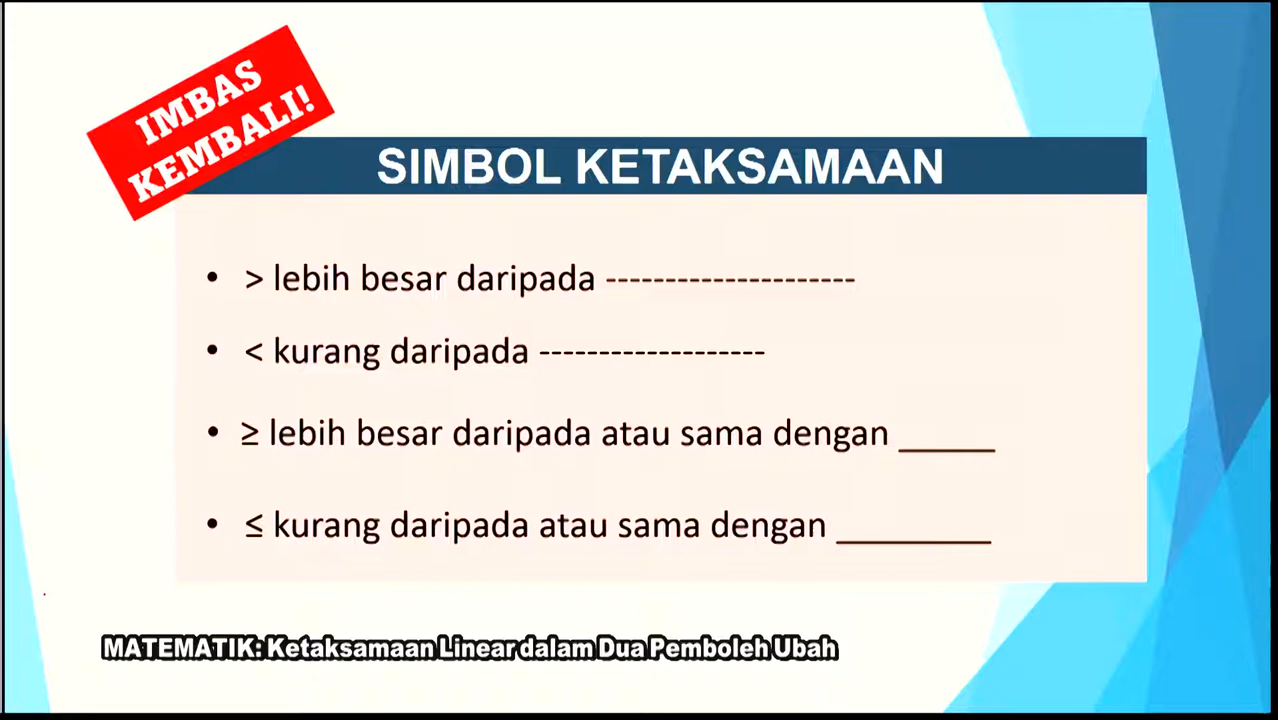 IMBAS
KEMBALI!
SIMBOL KETAKSAMAAN
• > lebih besar daripada ---------------------
• < kurang daripada -------------------
• ≥ lebih besar daripada atau sama dengan _____
• ≤ kurang daripada atau sama dengan ________
MATEMATIK: Ketaksamaan Linear dalam Dua Pemboleh Ubah